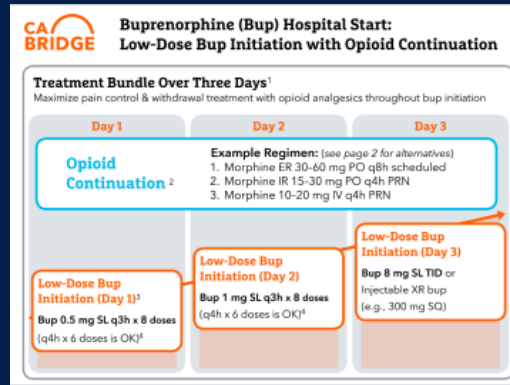 CA
BRIDGE
Buprenorphine (Bup) Hospital Start:
Low-Dose Bup Initiation with Opioid Continuation
Treatment Bundle Over Three Days¹
Maximize pain control & withdrawal treatment with opioid analgesics throughout bup initiation
Day 1
Day 2
Day 3
Opioid
Continuation ²
Example Regimen: (see page 2 for alternatives)
1. Morphine ER 30-60 mg PO q8h scheduled
2. Morphine IR 15-30 mg PO q4h PRN
3. Morphine 10-20 mg IV q4h PRN
Low-Dose Bup
Initiation (Day 1)³
Bup 0.5 mg SL q3h x 8 doses
(q4h x 6 doses is OK)⁴
Low-Dose Bup
Initiation (Day 2)
Bup 1 mg SL q3h x 8 doses
(q4h x 6 doses is OK)⁴
Low-Dose Bup
Initiation (Day 3)
Bup 8 mg SL TID or
Injectable XR bup
(e.g., 300 mg SQ)